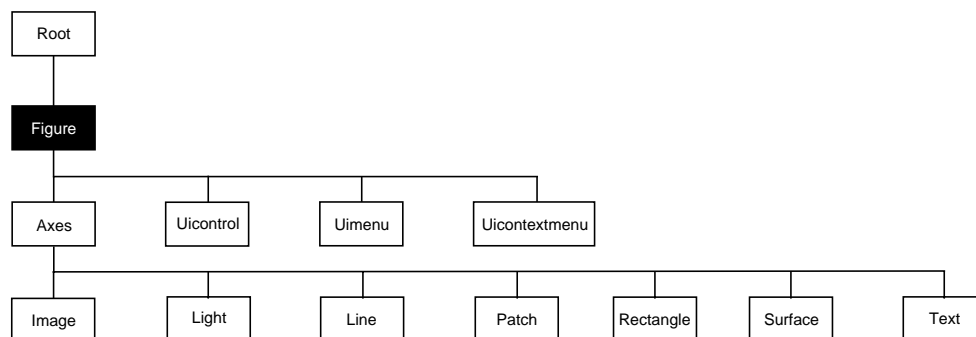 Root
Figure
Axes
Uicontrol
Uimenu
Uicontextmenu
Image
Light
Line
Patch
Rectangle
Surface
Text